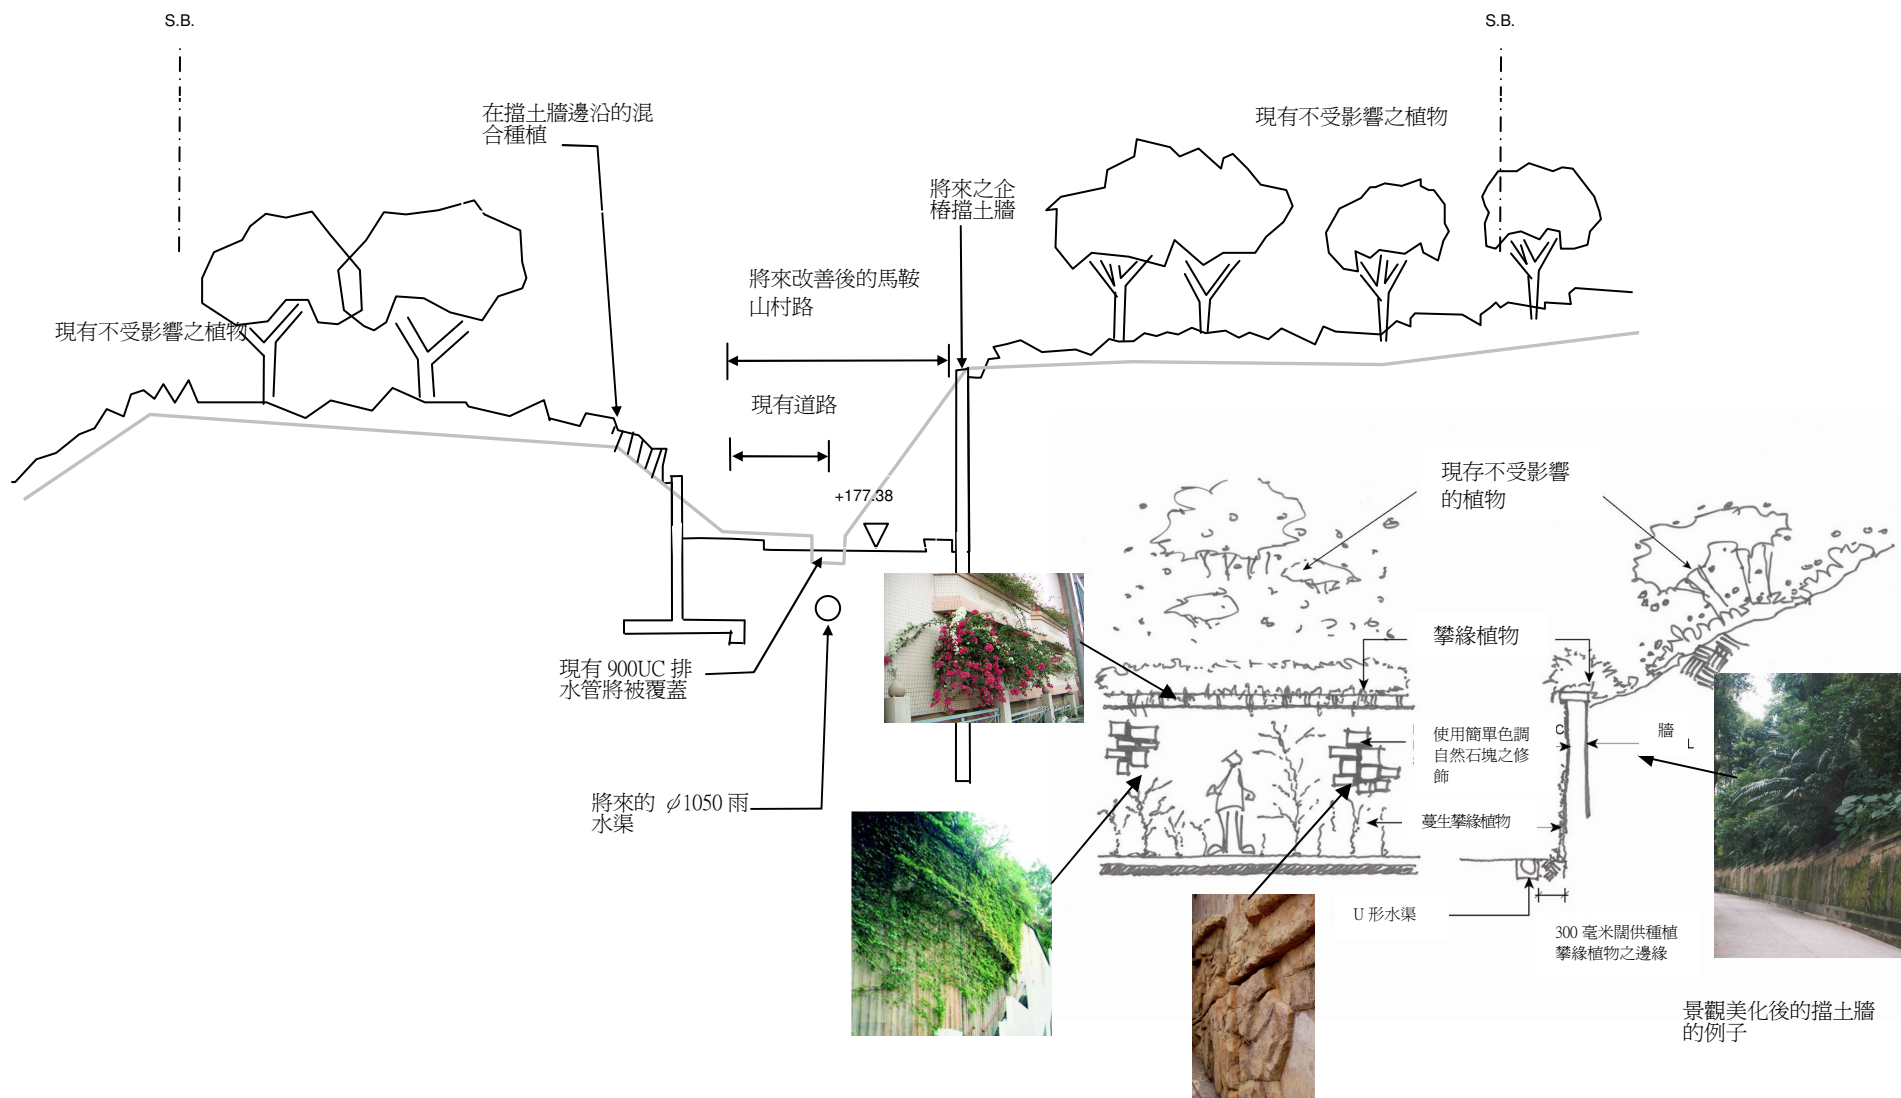 S.B.
S.B.
在擋土牆邊沿的混
合種植
現有不受影響之植物
將來之企
樁擋土牆
將來改善後的馬鞍
山村路
現有不受影響之植物
現有道路
+177.38
現存不受影響
的植物
攀緣植物
現有 900UC 排
水管將被覆蓋
使用簡單色調
自然石塊之修
飾
C
牆
L
將來的 φ1050 雨
水渠
蔓生攀緣植物
U 形水渠
300 毫米闊供種植
攀緣植物之邊緣
景觀美化後的擋土牆
的例子